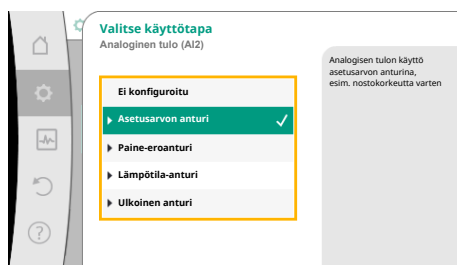 Valitse käyttötapa
Analoginen tulo (AI2)
Ei konfiguroitu
Asetusarvon anturi
Paine-eroanturi
Lämpötila-anturi
Ulkoinen anturi
Analogisen tulon käyttö
asetusarvon anturina,
esim. nostokorkeutta varten